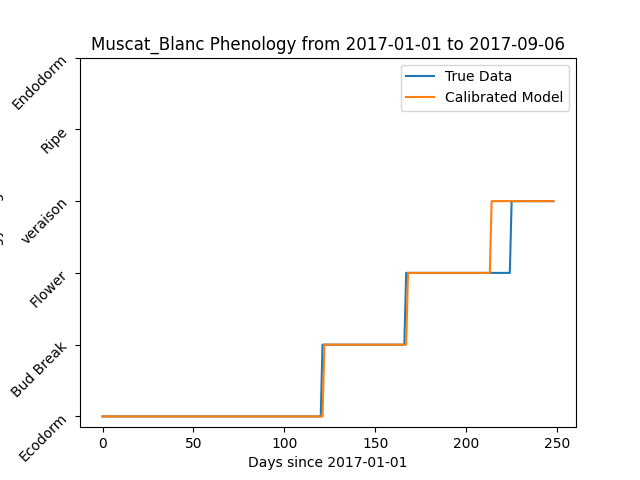 Muscat_Blanc Phenology from 2017-01-01 to 2017-09-06
True Data
Calibrated Model
Endodorm
Ripe
veraison
Flower
Bud Break
Ecodorm
0 50 100 150 200 250
Days since 2017-01-01